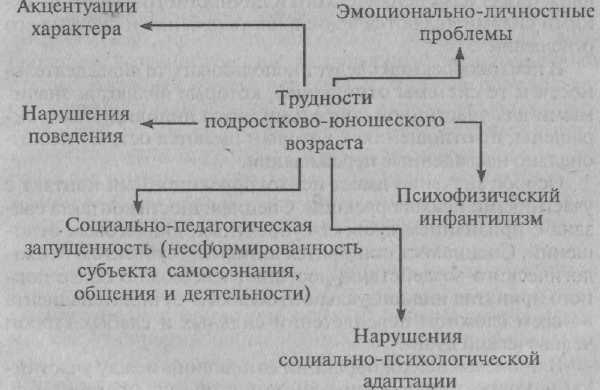 Акцентуации
характера
Эмоционально-личностные
проблемы
Трудности
подростково-юношеского
возраста
Нарушения
поведения
Психофизический
инфантилизм
Социально-педагогическая
запущенность (несформированность
субъекта самосознания,
общения и деятельности)
Нарушения
социально-психологической
адаптации